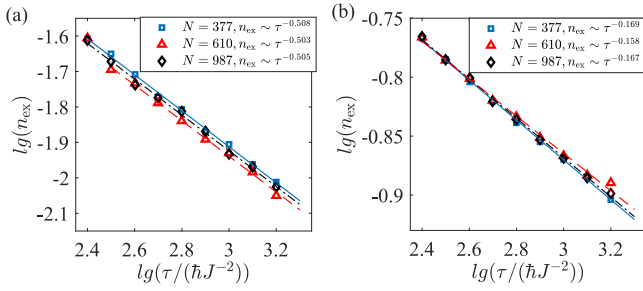 (a)
N = 377, n_ex ∼ τ^−0.508
N = 610, n_ex ∼ τ^−0.503
N = 987, n_ex ∼ τ^−0.505
lg(n_ex)
-1.6
-1.7
-1.8
-1.9
-2
-2.1
2.4 2.6 2.8 3 3.2
lg(τ/(ℏJ^−2))
(b)
N = 377, n_ex ∼ τ^−0.169
N = 610, n_ex ∼ τ^−0.158
N = 987, n_ex ∼ τ^−0.167
lg(n_ex)
-0.75
-0.8
-0.85
-0.9
2.4 2.6 2.8 3 3.2
lg(τ/(ℏJ^−2))